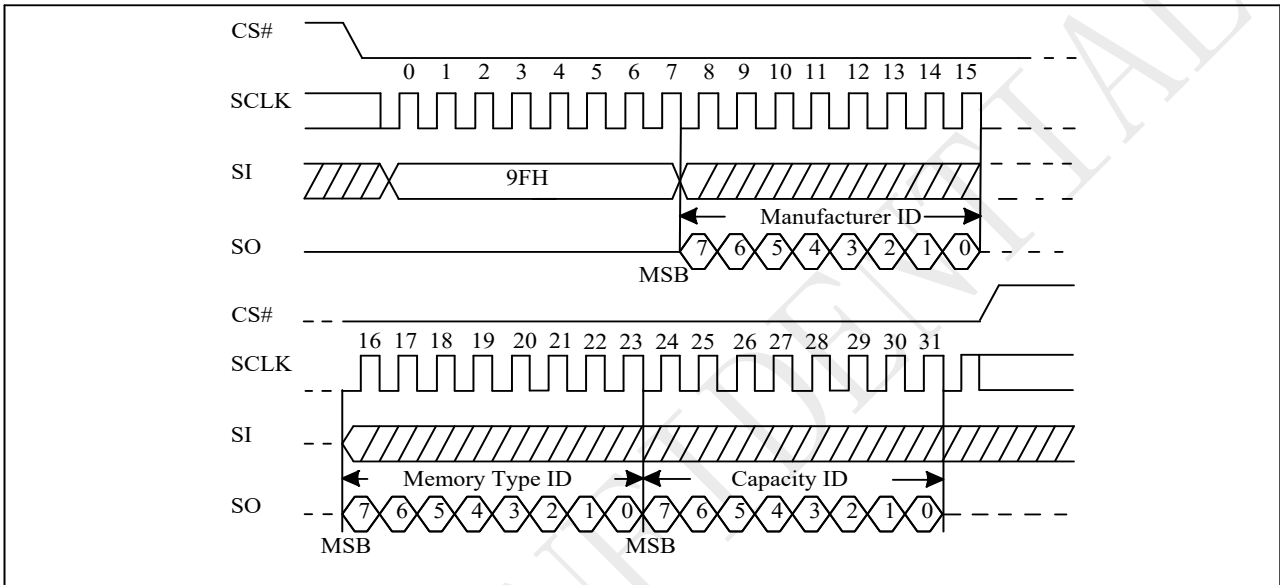 CS#
0 1 2 3 4 5 6 7 8 9 10 11 12 13 14 15
SCLK
SI
9FH
Manufacturer ID
SO
7 6 5 4 3 2 1 0
MSB
CS#
16 17 18 19 20 21 22 23 24 25 26 27 28 29 30 31
SCLK
SI
Memory Type ID Capacity ID
SO
7 6 5 4 3 2 1 0 7 6 5 4 3 2 1 0
MSB MSB
NFIDENTIAL